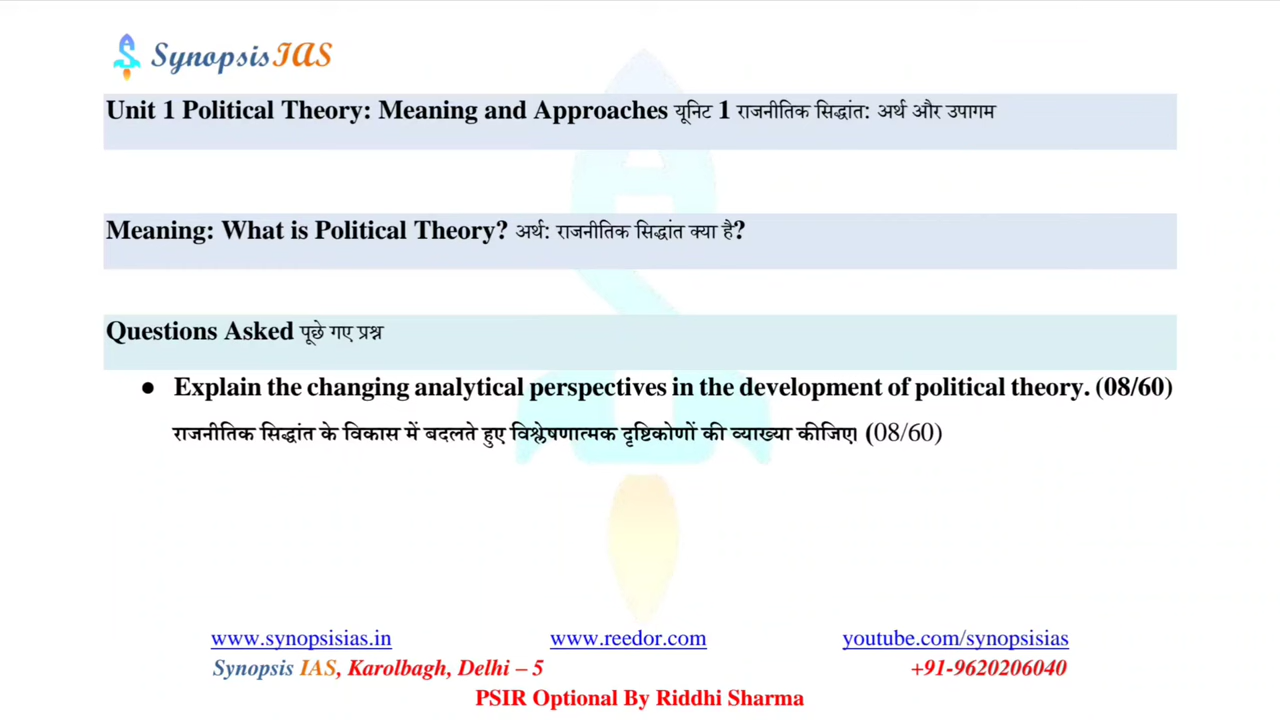 Synopsis IAS
Unit 1 Political Theory: Meaning and Approaches यूनिट 1 राजनीतिक सिद्धांत: अर्थ और उपागम
Meaning: What is Political Theory? अर्थ: राजनीतिक सिद्धांत क्या है?
Questions Asked पूछे गए प्रश्न
● Explain the changing analytical perspectives in the development of political theory. (08/60)
राजनीतिक सिद्धांत के विकास में बदलते हुए विश्लेषणात्मक दृष्टिकोणों की व्याख्या कीजिए। (08/60)
www.synopsisias.in www.reedor.com youtube.com/synopsisias
Synopsis IAS, Karolbagh, Delhi – 5 +91-9620206040
PSIR Optional By Riddhi Sharma